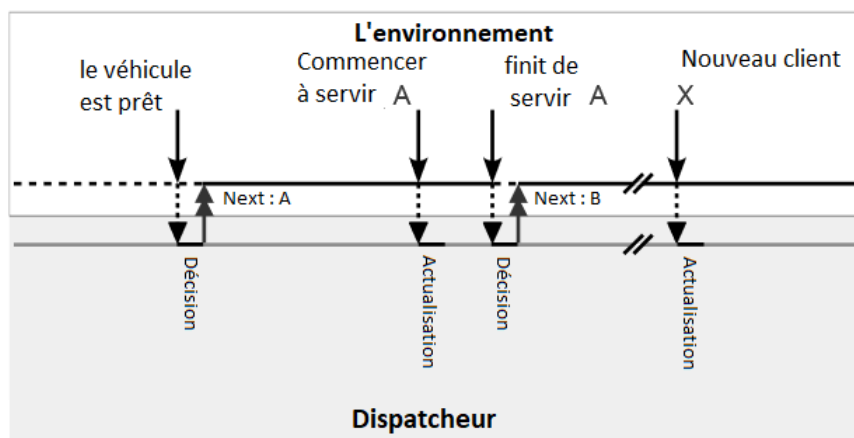 L'environnement
le véhicule
est prêt
Commencer
à servir A
finit de
servir A
Nouveau client
X
Next : A
Next : B
Décision
Actualisation
Décision
Actualisation
Dispatcheur